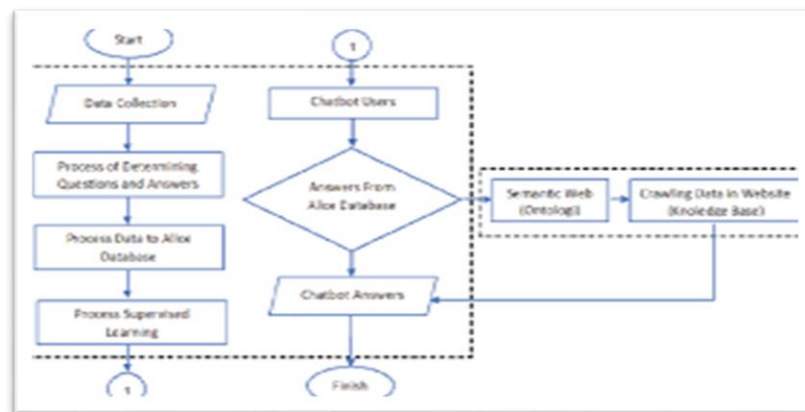 Start
Data Collection
Process of Determining
Questions and Answers
Process Data to Alice
Database
Process Supervised
Learning
1
1
Chatbot Users
Answers From
Alice Database
Chatbot Answers
Finish
Semantic Web
(Ontologi)
Crawling Data in Website
(Knoledge Base)